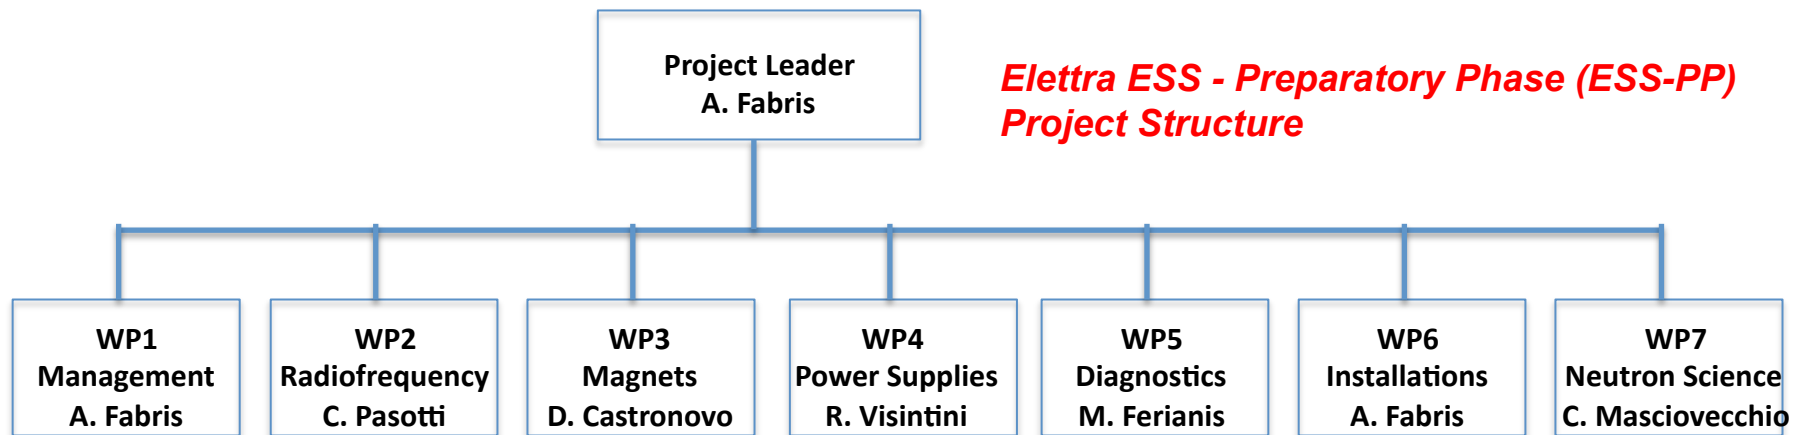 Project Leader
A. Fabris
Elettra ESS - Preparatory Phase (ESS-PP)
Project Structure
WP1
Management
A. Fabris
WP2
Radiofrequency
C. Pasotti
WP3
Magnets
D. Castronovo
WP4
Power Supplies
R. Visintini
WP5
Diagnostics
M. Ferianis
WP6
Installations
A. Fabris
WP7
Neutron Science
C. Masciovecchio